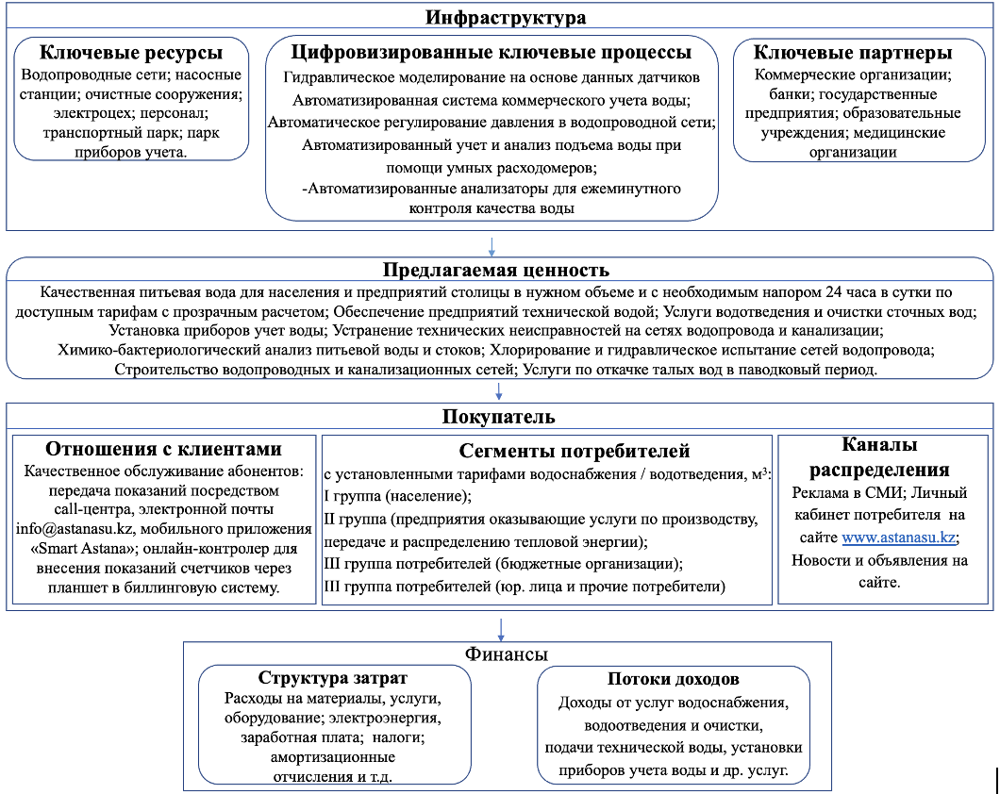 Инфраструктура
Ключевые ресурсы
Водопроводные сети; насосные
станции; очистные сооружения;
электроцех; персонал;
транспортный парк; парк
приборов учета.
Цифровизированные ключевые процессы
Гидравлическое моделирование на основе данных датчиков
Автоматизированная система коммерческого учета воды;
Автоматическое регулирование давления в водопроводной сети;
Автоматизированный учет и анализ подъема воды при
помощи умных расходомеров;
-Автоматизированные анализаторы для ежеминутного
контроля качества воды
Ключевые партнеры
Коммерческие организации;
банки; государственные
предприятия; образовательные
учреждения; медицинские
организации
Предлагаемая ценность
Качественная питьевая вода для населения и предприятий столицы в нужном объеме и с необходимым напором 24 часа в сутки по
доступным тарифам с прозрачным расчетом; Обеспечение предприятий технической водой; Услуги водотведения и очистки сточных вод;
Установка приборов учет воды; Устранение технических неисправностей на сетях водопровода и канализации;
Химико-бактериологический анализ питьевой воды и стоков; Хлорирование и гидравлическое испытание сетей водопровода;
Строительство водопроводных и канализационных сетей; Услуги по откачке талых вод в паводковый период.
Покупатель
Отношения с клиентами
Качественное обслуживание абонентов:
передача показаний посредством
call-центра, электронной почты
info@astanasu.kz, мобильного приложения
«Smart Astana»; онлайн-контролер для
внесения показаний счетчиков через
планшет в биллинговую систему.
Сегменты потребителей
с установленными тарифами водоснабжения / водотведения, м³:
I группа (население);
II группа (предприятия оказывающие услуги по производству,
передаче и распределению тепловой энергии);
III группа потребителей (бюджетные организации);
III группа потребителей (юр. лица и прочие потребители)
Каналы
распределения
Реклама в СМИ; Личный
кабинет потребителя на
сайте www.astanasu.kz;
Новости и объявления на
сайте.
Финансы
Структура затрат
Расходы на материалы, услуги,
оборудование; электроэнергия,
заработная плата; налоги;
амортизационные
отчисления и т.д.
Потоки доходов
Доходы от услуг водоснабжения,
водоотведения и очистки,
подачи технической воды, установки
приборов учета воды и др. услуг.